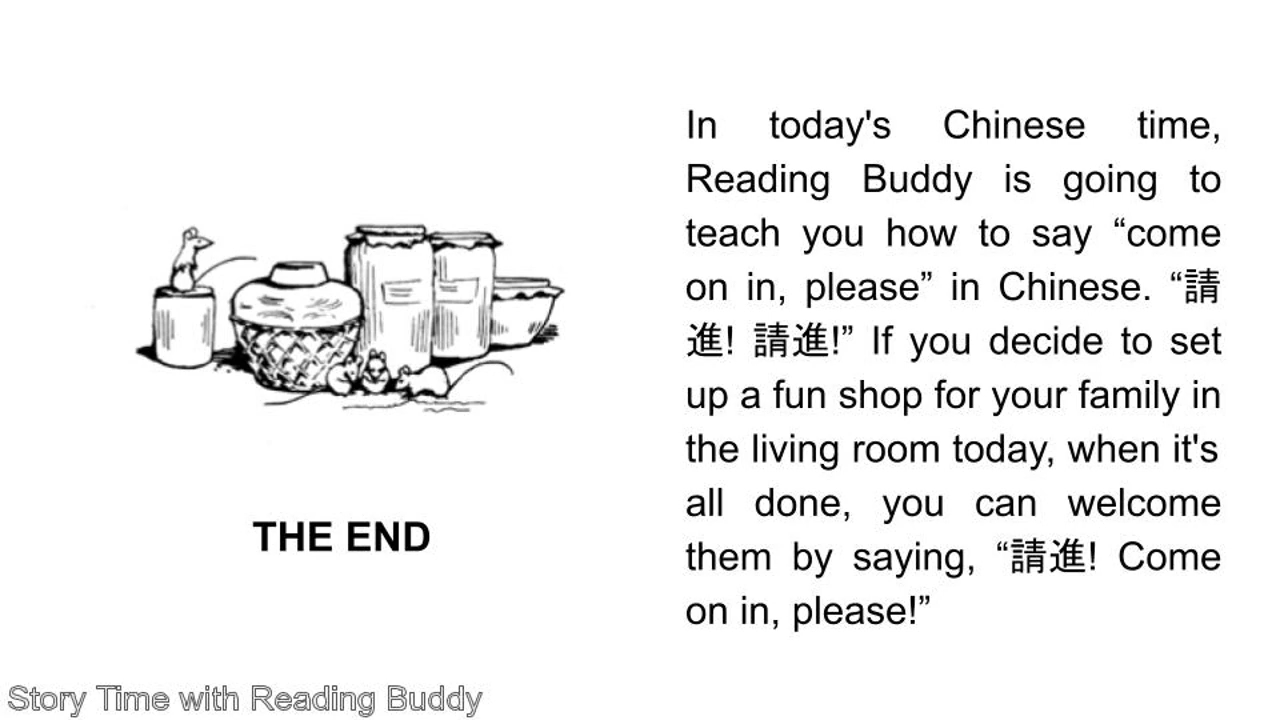 THE END
In today's Chinese time,
Reading Buddy is going to
teach you how to say “come
on in, please” in Chinese. “請
進! 請進!” If you decide to set
up a fun shop for your family in
the living room today, when it's
all done, you can welcome
them by saying, “請進! Come
on in, please!”
Story Time with Reading Buddy